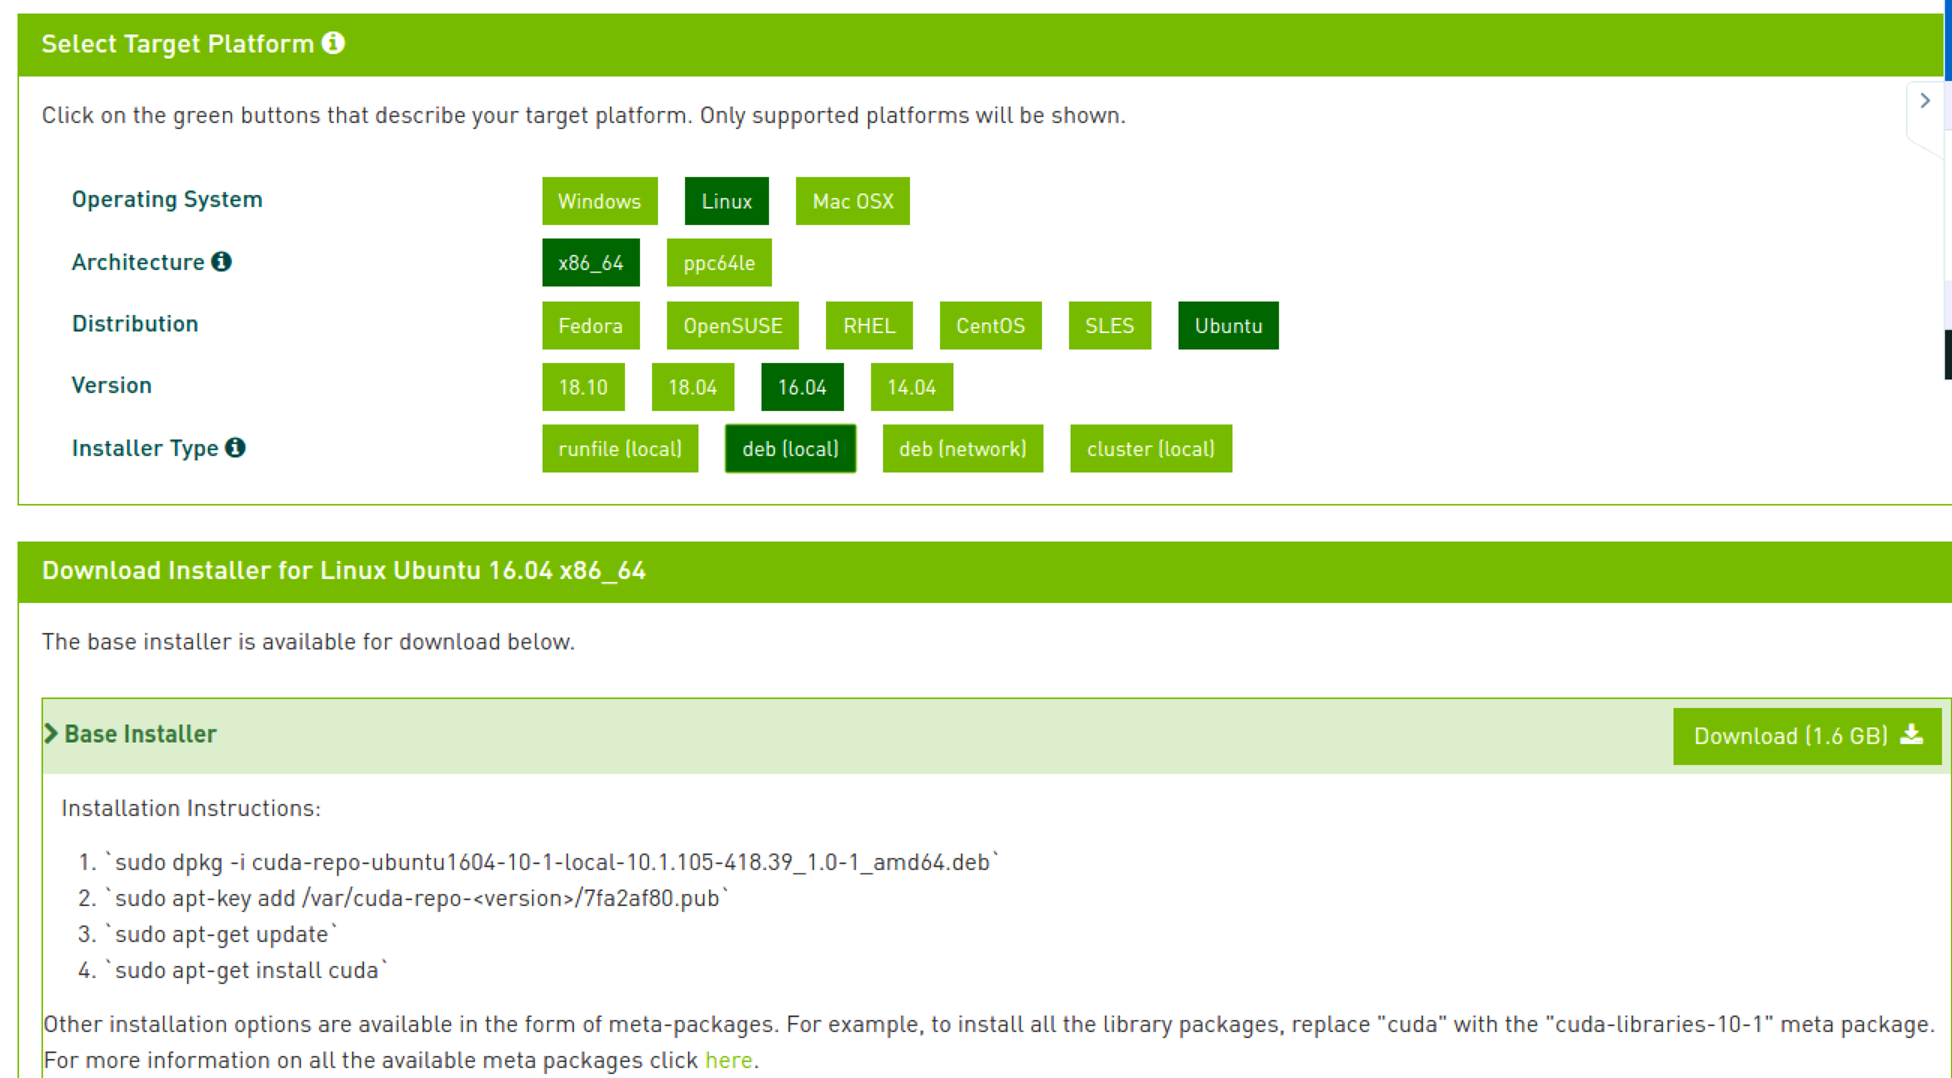 Select Target Platform
Click on the green buttons that describe your target platform. Only supported platforms will be shown.
Operating System Windows Linux Mac OSX
Architecture x86_64 ppc64le
Distribution Fedora OpenSUSE RHEL CentOS SLES Ubuntu
Version 18.10 18.04 16.04 14.04
Installer Type runfile (local) deb (local) deb (network) cluster (local)
Download Installer for Linux Ubuntu 16.04 x86_64
The base installer is available for download below.
Base Installer Download (1.6 GB)
Installation Instructions:
1. `sudo dpkg -i cuda-repo-ubuntu1604-10-1-local-10.1.105-418.39_1.0-1_amd64.deb`
2. `sudo apt-key add /var/cuda-repo-<version>/7fa2af80.pub`
3. `sudo apt-get update`
4. `sudo apt-get install cuda`
Other installation options are available in the form of meta-packages. For example, to install all the library packages, replace "cuda" with the "cuda-libraries-10-1" meta package.
For more information on all the available meta packages click here.